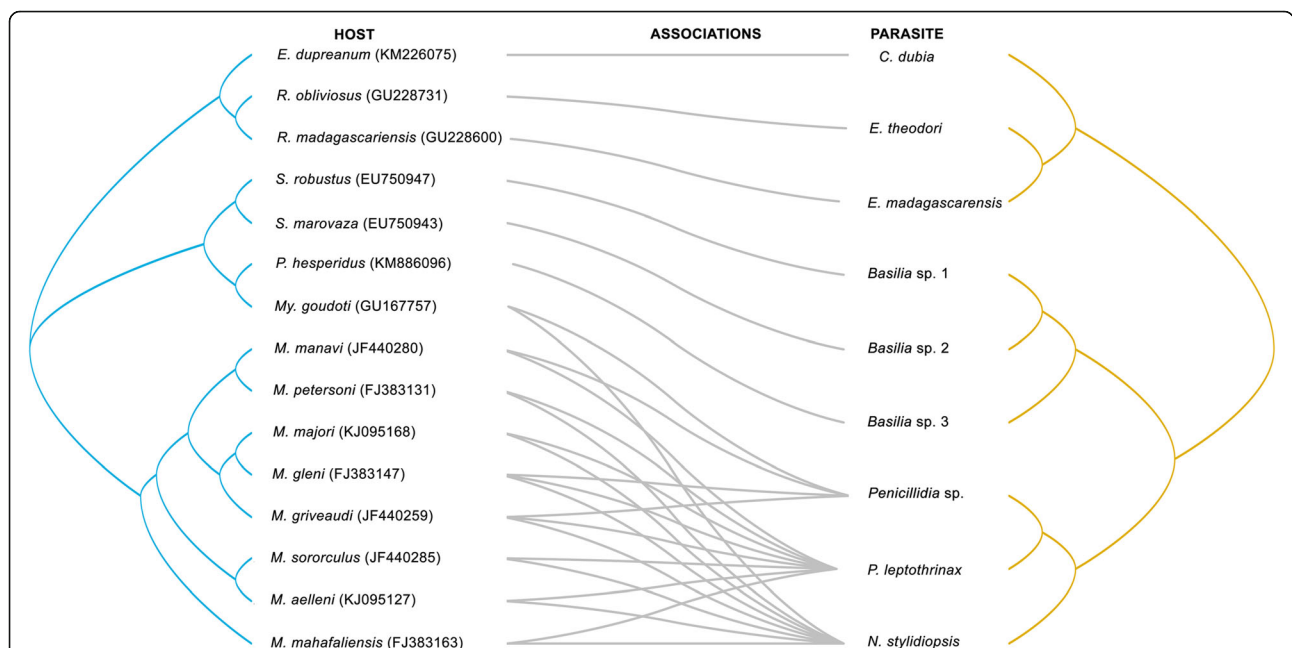 HOST ASSOCIATIONS PARASITE
E. dupreanum (KM226075) C. dubia
R. obliviosus (GU228731)
E. theodori
R. madagascariensis (GU228600)
S. robustus (EU750947)
E. madagascarensis
S. marovaza (EU750943)
P. hesperidus (KM886096)
Basilia sp. 1
My. goudoti (GU167757)
M. manavi (JF440280) Basilia sp. 2
M. petersoni (FJ383131)
Basilia sp. 3
M. majori (KJ095168)
M. gleni (FJ383147)
Penicillidia sp.
M. griveaudi (JF440259)
M. sororculus (JF440285)
P. leptothrinax
M. aelleni (KJ095127)
M. mahafaliensis (FJ383163) N. stylidiopsis